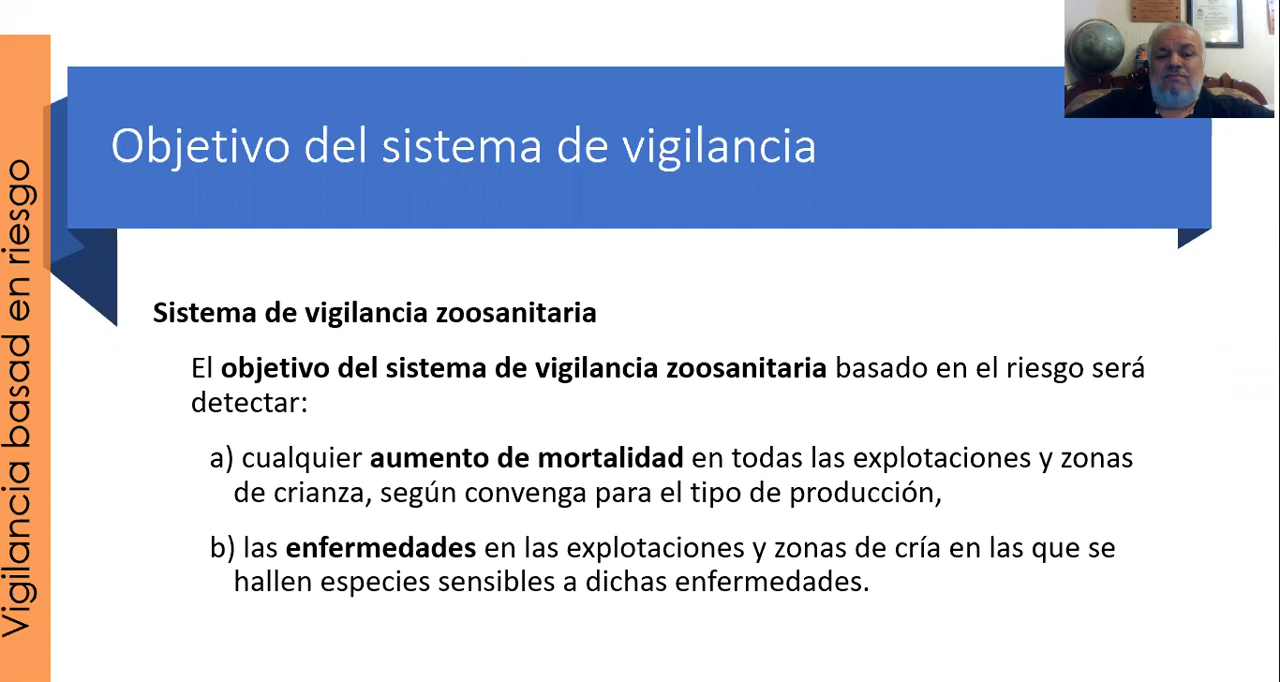 Vigilancia basad en riesgo
Objetivo del sistema de vigilancia
Sistema de vigilancia zoosanitaria
El objetivo del sistema de vigilancia zoosanitaria basado en el riesgo será
detectar:
a) cualquier aumento de mortalidad en todas las explotaciones y zonas
de crianza, según convenga para el tipo de producción,
b) las enfermedades en las explotaciones y zonas de cría en las que se
hallen especies sensibles a dichas enfermedades.